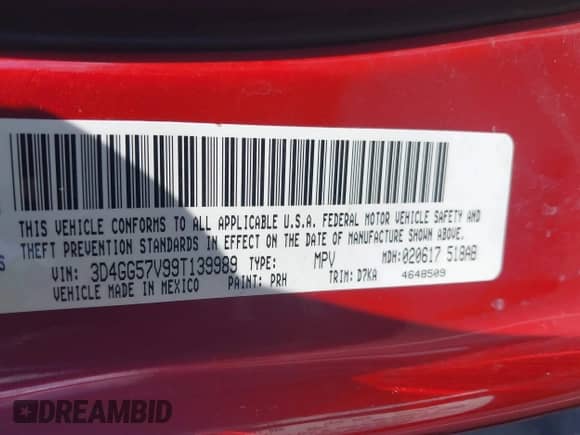 THIS VEHICLE CONFORMS TO ALL APPLICABLE U.S.A. FEDERAL MOTOR VEHICLE SAFETY AND
THEFT PREVENTION STANDARDS IN EFFECT ON THE DATE OF MANUFACTURE SHOWN ABOVE.
VIN: 3D4GG57V99T139989 TYPE: MPV MDH:020617 518AB
VEHICLE MADE IN MEXICO PAINT: PRH TRIM: D7KA 4648509
DREAMBID